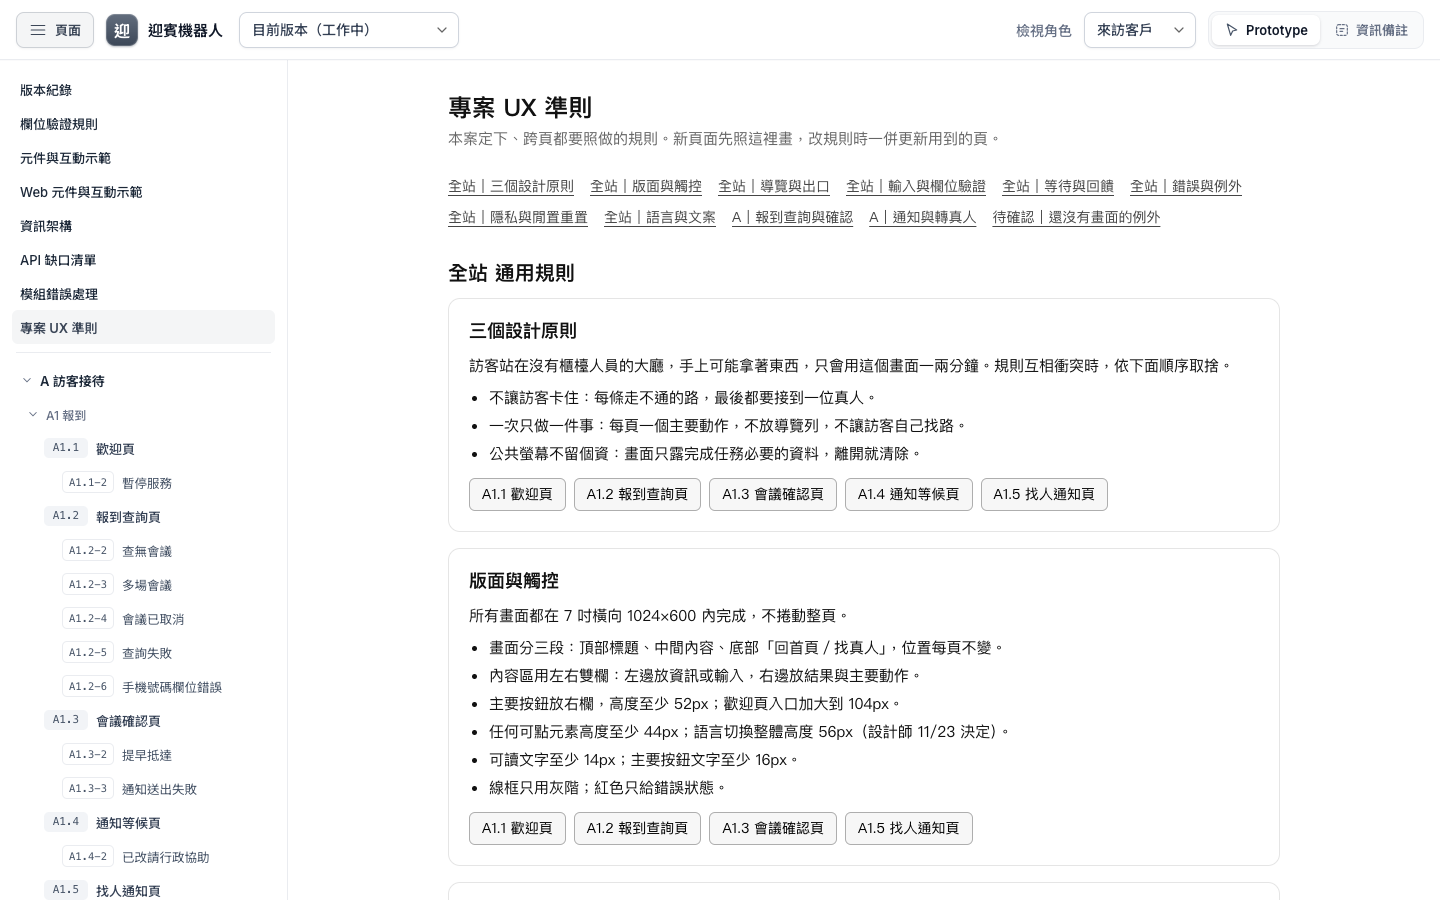 頁面
迎
迎賓機器人
目前版本（工作中）
檢視角色
來訪客戶
Prototype
資訊備註
版本紀錄
欄位驗證規則
元件與互動示範
Web 元件與互動示範
資訊架構
API 缺口清單
模組錯誤處理
專案 UX 準則
A 訪客接待
A1 報到
A1.1 歡迎頁
A1.1-2 暫停服務
A1.2 報到查詢頁
A1.2-2 查無會議
A1.2-3 多場會議
A1.2-4 會議已取消
A1.2-5 查詢失敗
A1.2-6 手機號碼欄位錯誤
A1.3 會議確認頁
A1.3-2 提早抵達
A1.3-3 通知送出失敗
A1.4 通知等候頁
A1.4-2 已改請行政協助
A1.5 找人通知頁
專案 UX 準則
本案定下、跨頁都要照做的規則。新頁面先照這裡畫，改規則時一併更新用到的頁。
全站｜三個設計原則 全站｜版面與觸控 全站｜導覽與出口 全站｜輸入與欄位驗證 全站｜等待與回饋 全站｜錯誤與例外
全站｜隱私與閒置重置 全站｜語言與文案 A｜報到查詢與確認 A｜通知與轉真人 待確認｜還沒有畫面的例外
全站 通用規則
三個設計原則
訪客站在沒有櫃檯人員的大廳，手上可能拿著東西，只會用這個畫面一兩分鐘。規則互相衝突時，依下面順序取捨。
• 不讓訪客卡住：每條走不通的路，最後都要接到一位真人。
• 一次只做一件事：每頁一個主要動作，不放導覽列，不讓訪客自己找路。
• 公共螢幕不留個資：畫面只露完成任務必要的資料，離開就清除。
A1.1 歡迎頁 A1.2 報到查詢頁 A1.3 會議確認頁 A1.4 通知等候頁 A1.5 找人通知頁
版面與觸控
所有畫面都在 7 吋橫向 1024×600 內完成，不捲動整頁。
• 畫面分三段：頂部標題、中間內容、底部「回首頁 / 找真人」，位置每頁不變。
• 內容區用左右雙欄：左邊放資訊或輸入，右邊放結果與主要動作。
• 主要按鈕放右欄，高度至少 52px；歡迎頁入口加大到 104px。
• 任何可點元素高度至少 44px；語言切換整體高度 56px（設計師 11/23 決定）。
• 可讀文字至少 14px；主要按鈕文字至少 16px。
• 線框只用灰階；紅色只給錯誤狀態。
A1.1 歡迎頁 A1.2 報到查詢頁 A1.3 會議確認頁 A1.5 找人通知頁